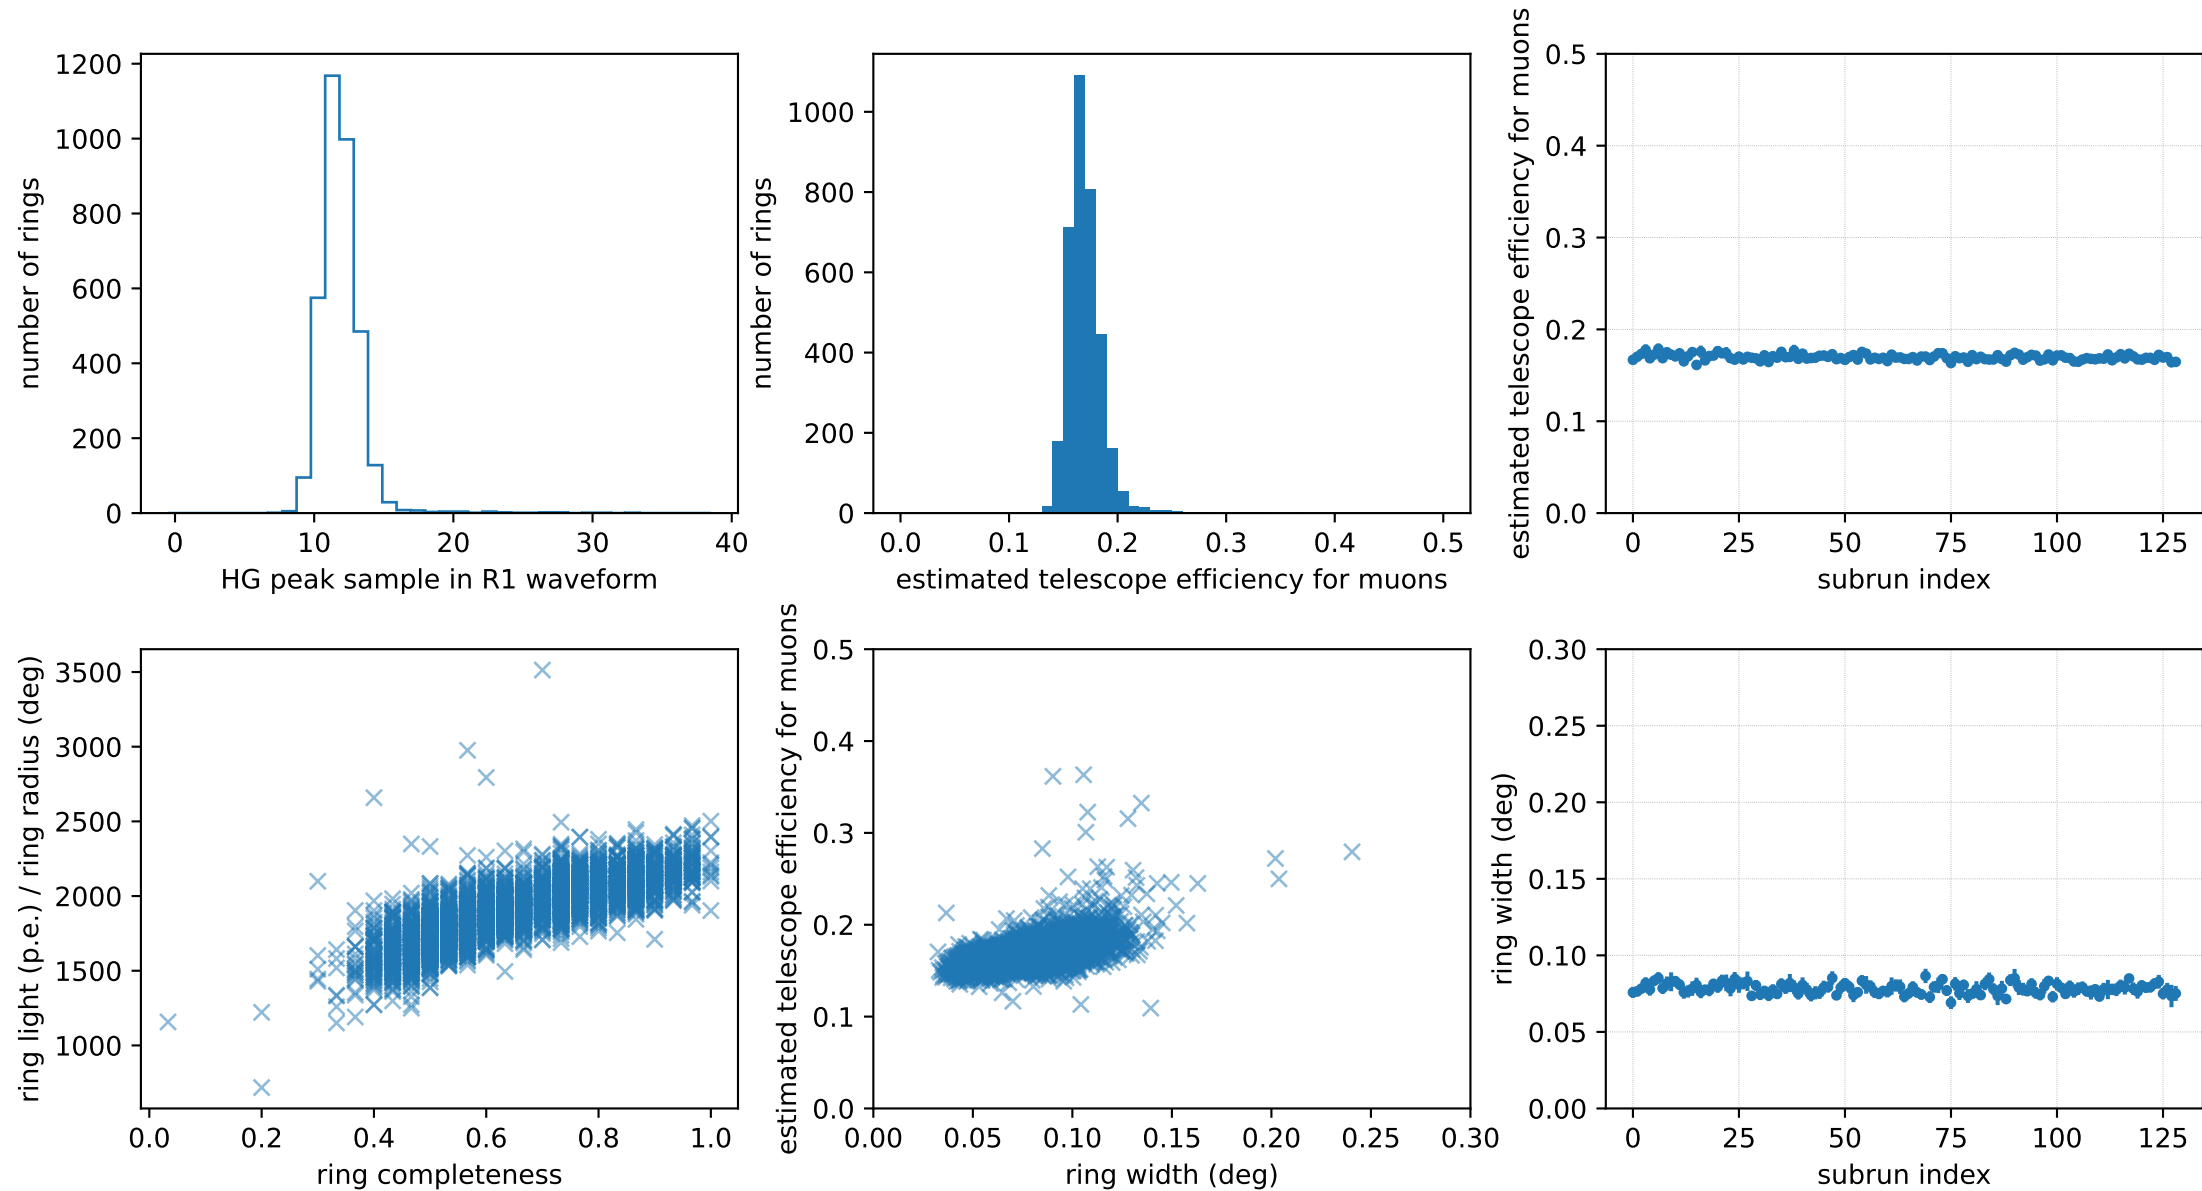 number of rings
1200
1000
800
600
400
200
0
0 10 20 30 40
HG peak sample in R1 waveform
number of rings
1000
800
600
400
200
0
0.0 0.1 0.2 0.3 0.4 0.5
estimated telescope efficiency for muons
estimated telescope efficiency for muons
0.5
0.4
0.3
0.2
0.1
0.0
0 25 50 75 100 125
subrun index
ring light (p.e.) / ring radius (deg)
3500
3000
2500
2000
1500
1000
0.0 0.2 0.4 0.6 0.8 1.0
ring completeness
estimated telescope efficiency for muons
0.5
0.4
0.3
0.2
0.1
0.0
0.00 0.05 0.10 0.15 0.20 0.25 0.30
ring width (deg)
ring width (deg)
0.30
0.25
0.20
0.15
0.10
0.05
0.00
0 25 50 75 100 125
subrun index